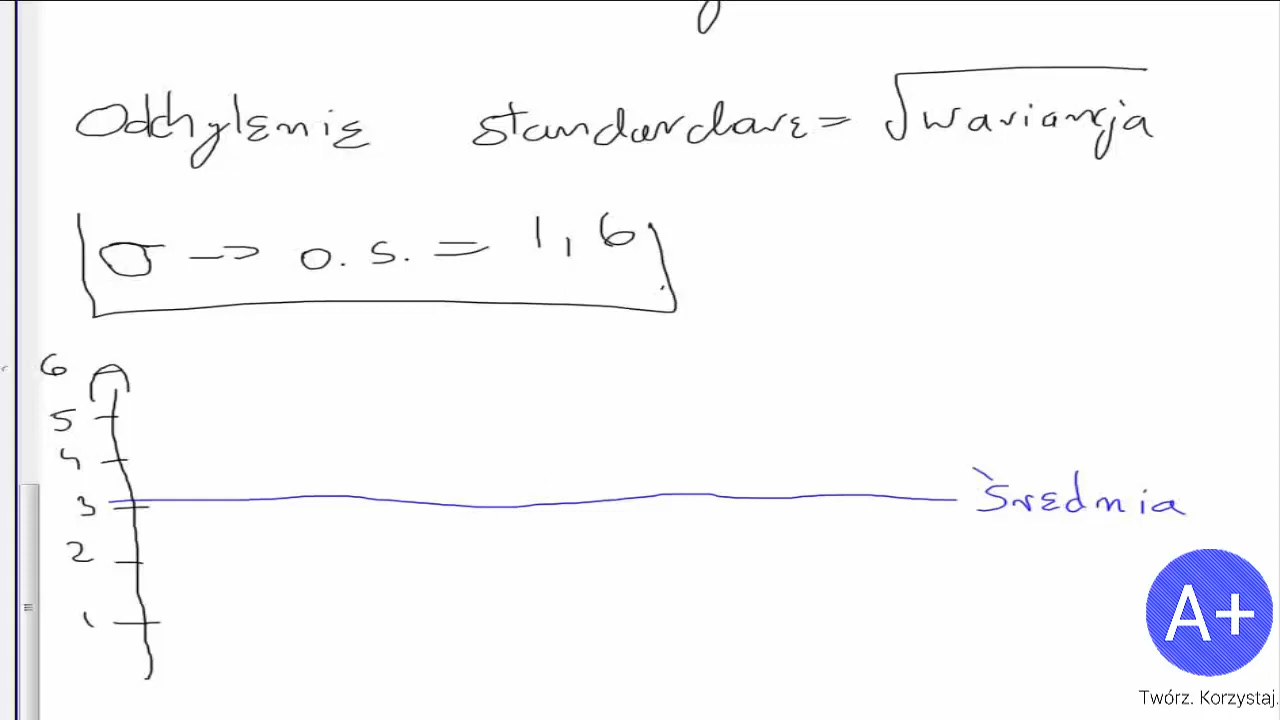 Odchylenie standardowe = √wariancja
σ -> o.s. = 1,6
6
5
4
3
średnia
2
1
A+
Twórz. Korzystaj.